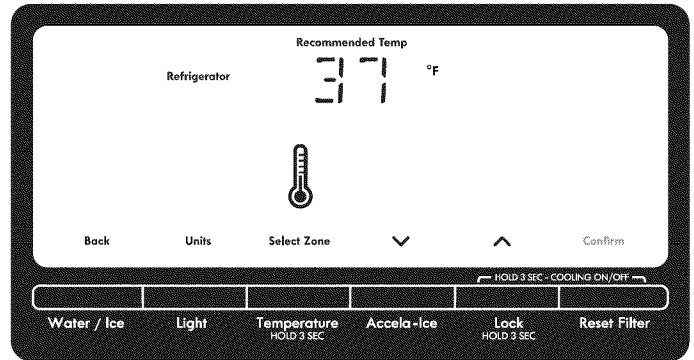 Recommended Temp
Refrigerator 37 °F
Back Units Select Zone Confirm
HOLD 3 SEC - COOLING ON/OFF
Water / Ice Light Temperature Accela-Ice Lock Reset Filter
HOLD 3 SEC HOLD 3 SEC